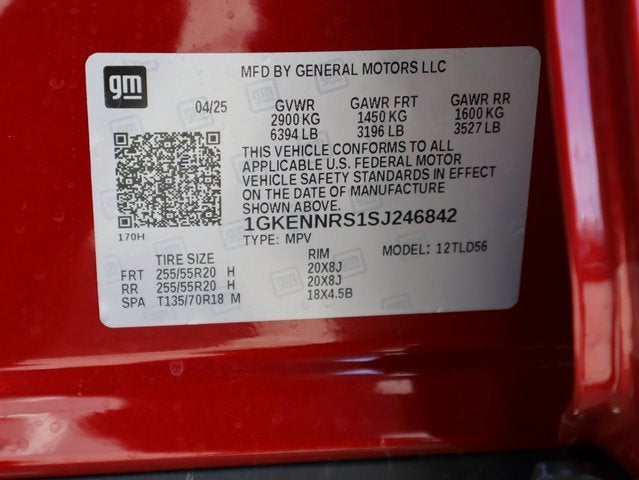 gm
MFD BY GENERAL MOTORS LLC
04/25 GVWR GAWR FRT GAWR RR
2900 KG 1450 KG 1600 KG
6394 LB 3196 LB 3527 LB
THIS VEHICLE CONFORMS TO ALL
APPLICABLE U.S. FEDERAL MOTOR
VEHICLE SAFETY STANDARDS IN EFFECT
ON THE DATE OF MANUFACTURE
SHOWN ABOVE.
1GKENNRS1SJ246842
170H TYPE: MPV MODEL: 12TLD56
TIRE SIZE RIM
FRT 255/55R20 H 20X8J
RR 255/55R20 H 20X8J
SPA T135/70R18 M 18X4.5B